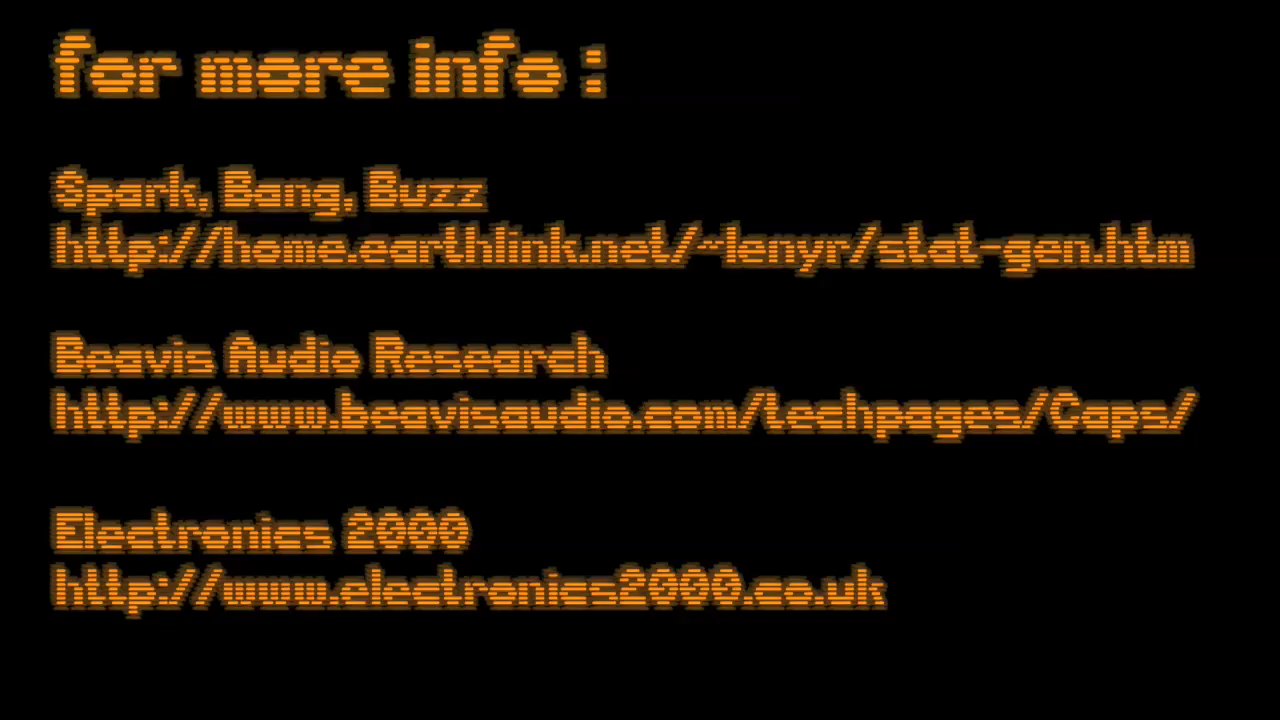 for more info :
Spark, Bang, Buzz
http://home.earthlink.net/~lenyr/stat-gen.htm
Beavis Audio Research
http://www.beavisaudio.com/techpages/Caps/
Electronics 2000
http://www.electronics2000.co.uk